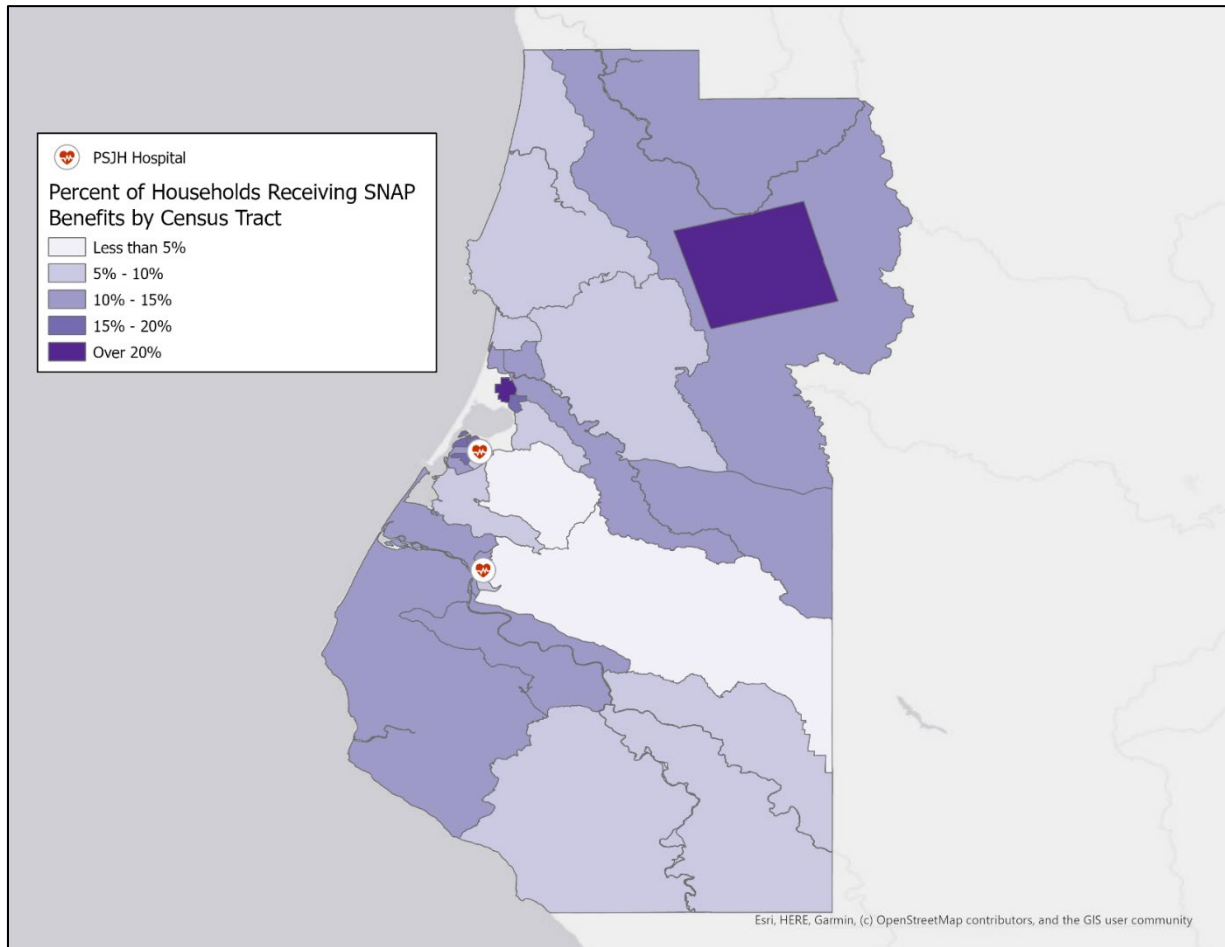 PSJH Hospital
Percent of Households Receiving SNAP
Benefits by Census Tract
Less than 5%
5% - 10%
10% - 15%
15% - 20%
Over 20%
Esri, HERE, Garmin, (c) OpenStreetMap contributors, and the GIS user community